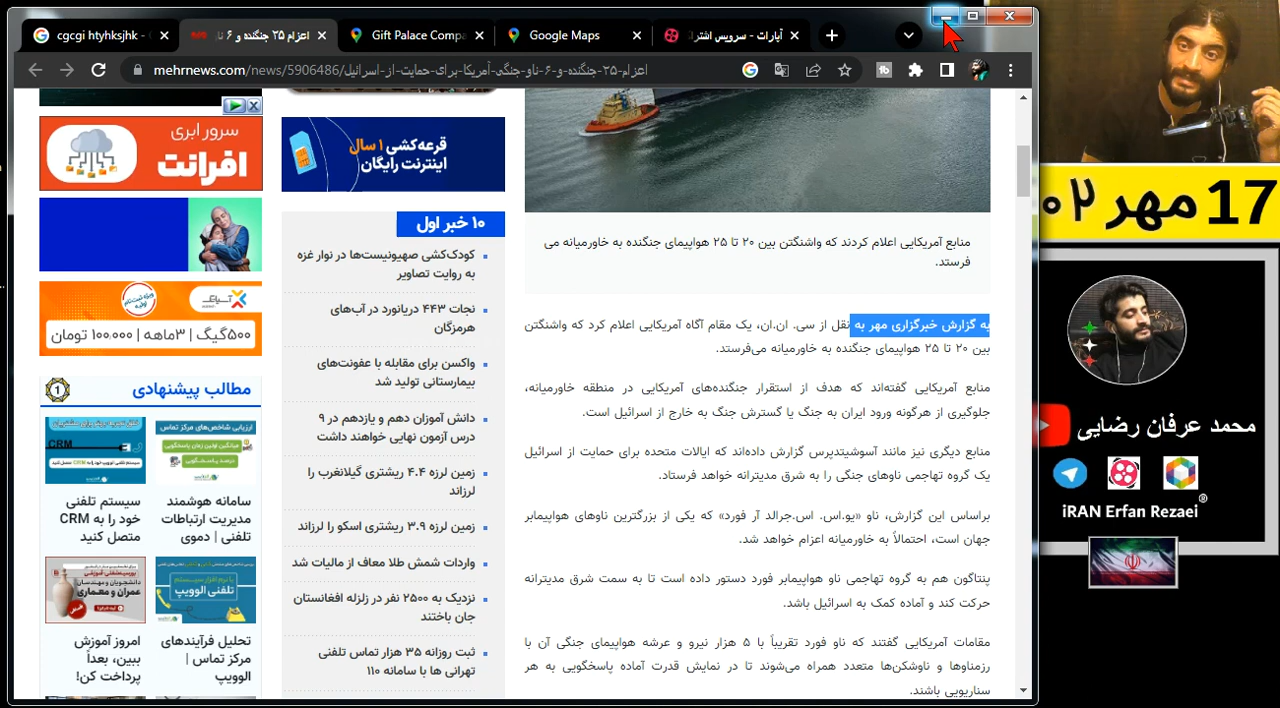 cgcgi htyhksjhk -
اعزام ۲۵ جنگنده و ۶ ناو
Gift Palace Compa
Google Maps
آپارات - سرویس اشترا
mehrnews.com/news/5906486/اعزام-۲۵-جنگنده-و-۶-ناو-جنگی-آمریکا-برای-حمایت-از-اسرائیل
سرور ابری
افرانت
۵۰۰گیگ | ۳ماهه | ۱۰۰,۰۰۰ تومان
مطالب پیشنهادی
CRM
سیستم تلفنی
خود را به CRM
متصل کنید
ارزیابی شاخص‌های مرکز تماس
سامانه هوشمند
مدیریت ارتباطات
تلفنی | دموی
عمران و معماری
امروز آموزش
ببین، بعداً
پرداخت کن!
تحلیل فرآیندهای
مرکز تماس |
الوویپ
قرعه‌کشی ۱ سال
اینترنت رایگان
۱۰ خبر اول
کودک‌کشی صهیونیست‌ها در نوار غزه
به روایت تصاویر
نجات ۴۴۳ دریانورد در آب‌های
هرمزگان
واکسن برای مقابله با عفونت‌های
بیمارستانی تولید شد
دانش آموزان دهم و یازدهم در ۹
درس آزمون نهایی خواهند داشت
زمین لرزه ۴.۴ ریشتری گیلانغرب را
لرزاند
زمین لرزه ۳.۹ ریشتری اسکو را لرزاند
واردات شمش طلا معاف از مالیات شد
نزدیک به ۲۵۰۰ نفر در زلزله افغانستان
جان باختند
ثبت روزانه ۳۵ هزار تماس تلفنی
تهرانی ها با سامانه ۱۱۰
منابع آمریکایی اعلام کردند که واشنگتن بین ۲۰ تا ۲۵ هواپیمای جنگنده به خاورمیانه می
فرستد.
به گزارش خبرگزاری مهر به نقل از سی. ان.ان، یک مقام آگاه آمریکایی اعلام کرد که واشنگتن
بین ۲۰ تا ۲۵ هواپیمای جنگنده به خاورمیانه می‌فرستد.
منابع آمریکایی گفته‌اند که هدف از استقرار جنگنده‌های آمریکایی در منطقه خاورمیانه،
جلوگیری از هرگونه ورود ایران به جنگ یا گسترش جنگ به خارج از اسرائیل است.
منابع دیگری نیز مانند آسوشیتدپرس گزارش داده‌اند که ایالات متحده برای حمایت از اسرائیل
یک گروه تهاجمی ناوهای جنگی را به شرق مدیترانه خواهد فرستاد.
براساس این گزارش، ناو «یو.اس. اس.جرالد آر فورد» که یکی از بزرگترین ناوهای هواپیمابر
جهان است، احتمالاً به خاورمیانه اعزام خواهد شد.
پنتاگون هم به گروه تهاجمی ناو هواپیمابر فورد دستور داده است تا به سمت شرق مدیترانه
حرکت کند و آماده کمک به اسرائیل باشد.
مقامات آمریکایی گفتند که ناو فورد تقریباً با ۵ هزار نیرو و عرشه هواپیمای جنگی آن با
رزمناوها و ناوشکن‌ها متعدد همراه می‌شوند تا در نمایش قدرت آماده پاسخگویی به هر
سناریویی باشند.
17 مهر ۰۲
محمد عرفان رضایی
iRAN Erfan Rezaei®